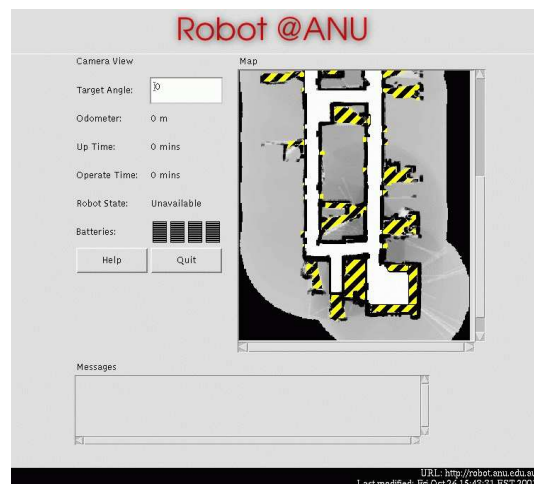 Robot @ANU
Camera View
Map
Target Angle: 0
Odometer: 0 m
Up Time: 0 mins
Operate Time: 0 mins
Robot State: Unavailable
Batteries:
Help
Quit
Messages
URL: http://robot.anu.edu.au
Last modified: Fri Oct 26 15:43:31 EST 2001